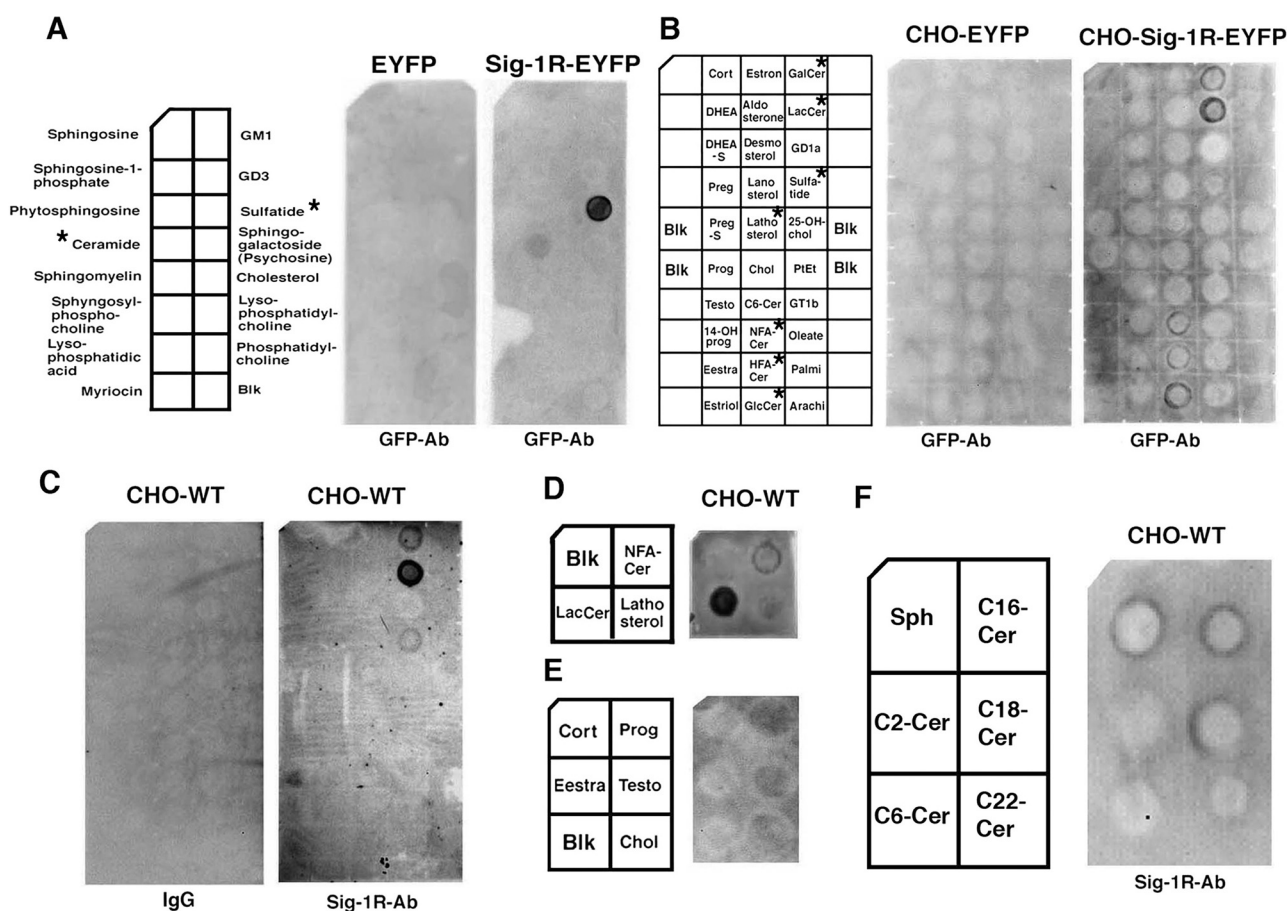 A
EYFP
Sig-1R-EYFP
Sphingosine
GM1
Sphingosine-1-
phosphate
GD3
Phytosphingosine
Sulfatide *
* Ceramide
Sphingo-
galactoside
(Psychosine)
Sphingomyelin
Cholesterol
Sphyngosyl-
phospho-
choline
Lyso-
phosphatidyl-
choline
Lyso-
phosphatidic
acid
Phosphatidyl-
choline
Myriocin
Blk
GFP-Ab
GFP-Ab
B
CHO-EYFP
CHO-Sig-1R-EYFP
Cort
Estron
GalCer *
DHEA
Aldo
sterone
LacCer *
DHEA
-S
Desmo
sterol
GD1a
Preg
Lano
sterol
Sulfa-
tide *
Blk
Preg
-S
Latho *
sterol
25-OH-
chol
Blk
Blk
Prog
Chol
PtEt
Blk
Testo
C6-Cer
GT1b
14-OH
prog
NFA- *
Cer
Oleate
Eestra
HFA- *
Cer
Palmi
Estriol
GlcCer *
Arachi
GFP-Ab
GFP-Ab
C
CHO-WT
CHO-WT
IgG
Sig-1R-Ab
D
CHO-WT
Blk
NFA-
Cer
LacCer
Latho
sterol
E
Cort
Prog
Eestra
Testo
Blk
Chol
F
CHO-WT
Sph
C16-
Cer
C2-Cer
C18-
Cer
C6-Cer
C22-
Cer
Sig-1R-Ab